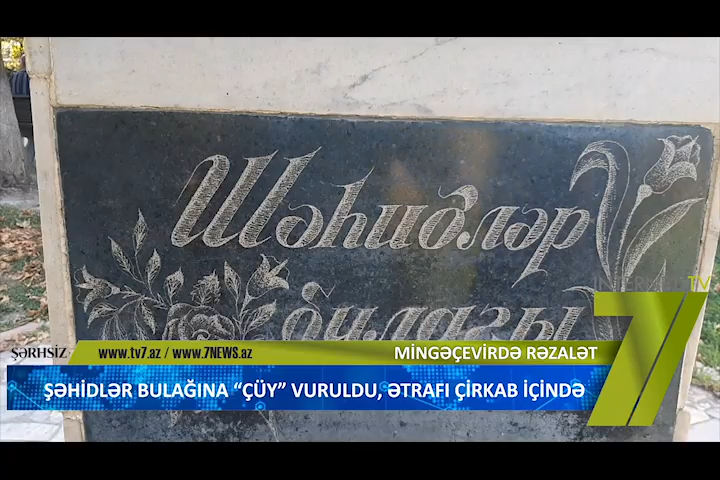 Шәһидләр
булағы
INTERNET TV
7
ŞƏRHSİZ
www.tv7.az / www.7NEWS.az
MİNGƏÇEVİRDƏ RƏZALƏT
ŞƏHİDLƏR BULAĞINA “ÇÜY” VURULDU, ƏTRAFI ÇİRKAB İÇİNDƏ